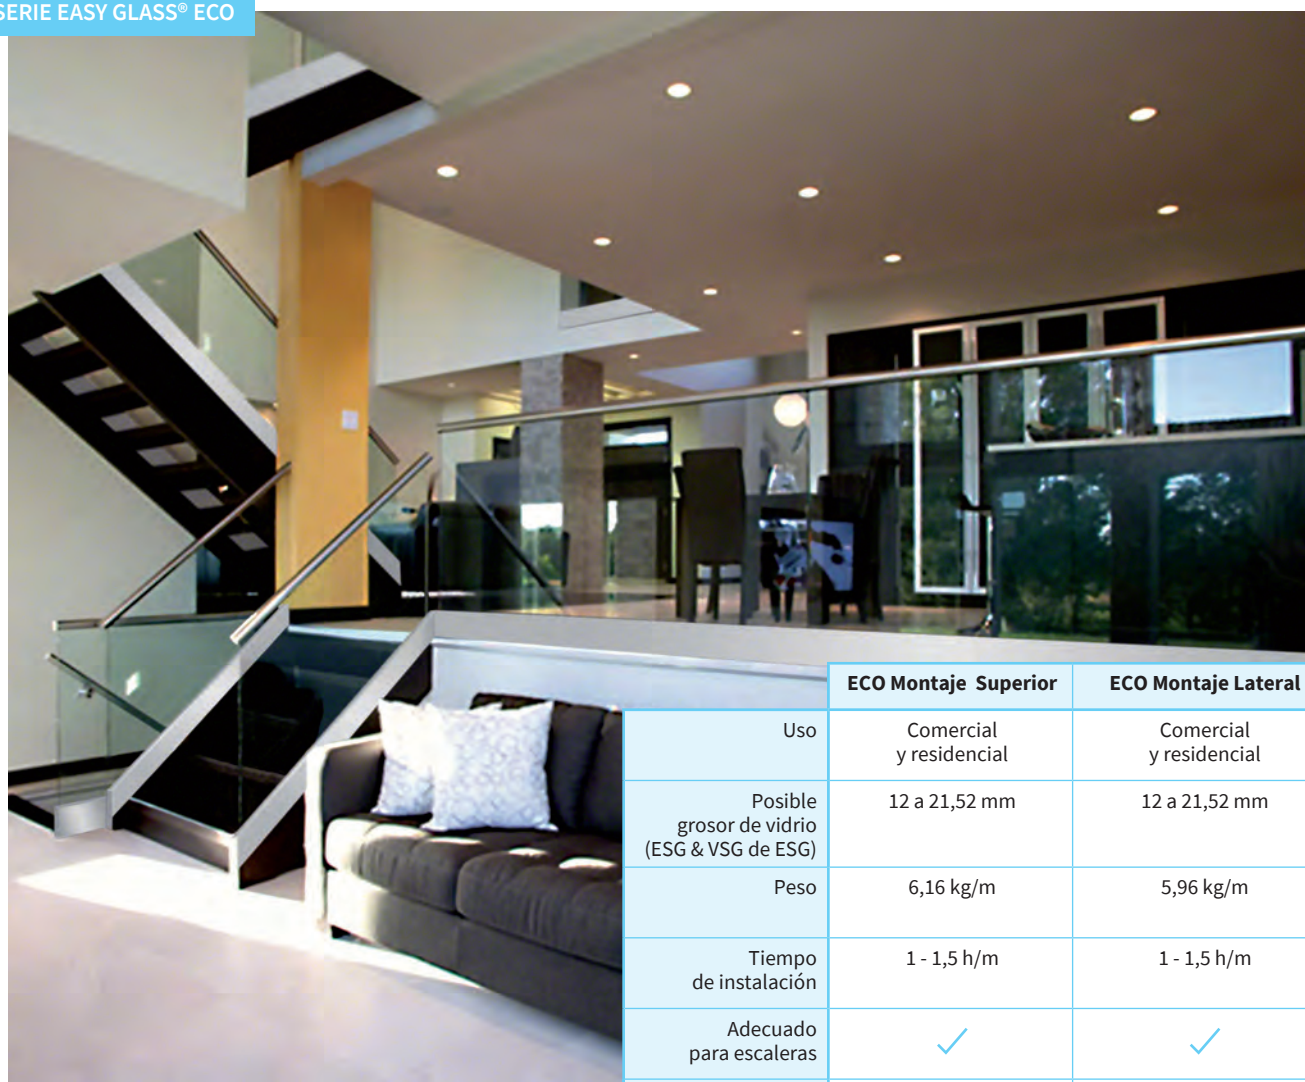 SERIE EASY GLASS® ECO
ECO Montaje Superior
ECO Montaje Lateral
Uso
Comercial
y residencial
Comercial
y residencial
Posible
grosor de vidrio
(ESG & VSG de ESG)
12 a 21,52 mm
12 a 21,52 mm
Peso
6,16 kg/m
5,96 kg/m
Tiempo
de instalación
1 - 1,5 h/m
1 - 1,5 h/m
Adecuado
para escaleras
✓
✓